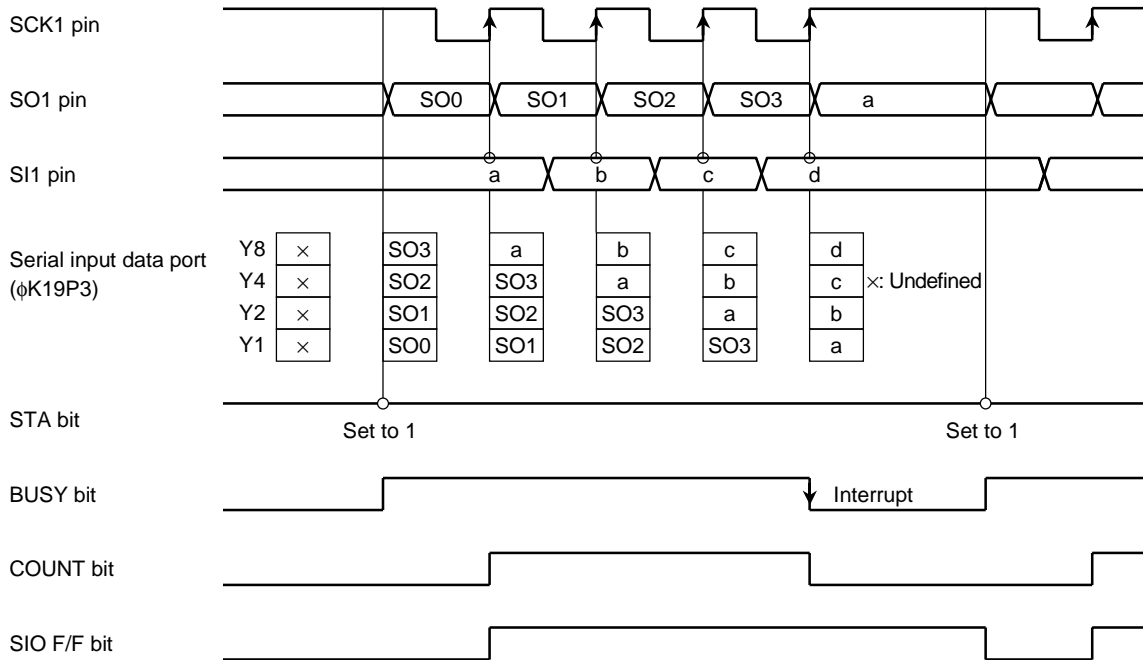 SCK1 pin
SO1 pin
SO0 SO1 SO2 SO3 a
SI1 pin
a b c d
Serial input data port
(ϕK19P3)
Y8 × SO3 a b c d
Y4 × SO2 SO3 a b c ×: Undefined
Y2 × SO1 SO2 SO3 a b
Y1 × SO0 SO1 SO2 SO3 a
STA bit
Set to 1 Set to 1
BUSY bit
Interrupt
COUNT bit
SIO F/F bit